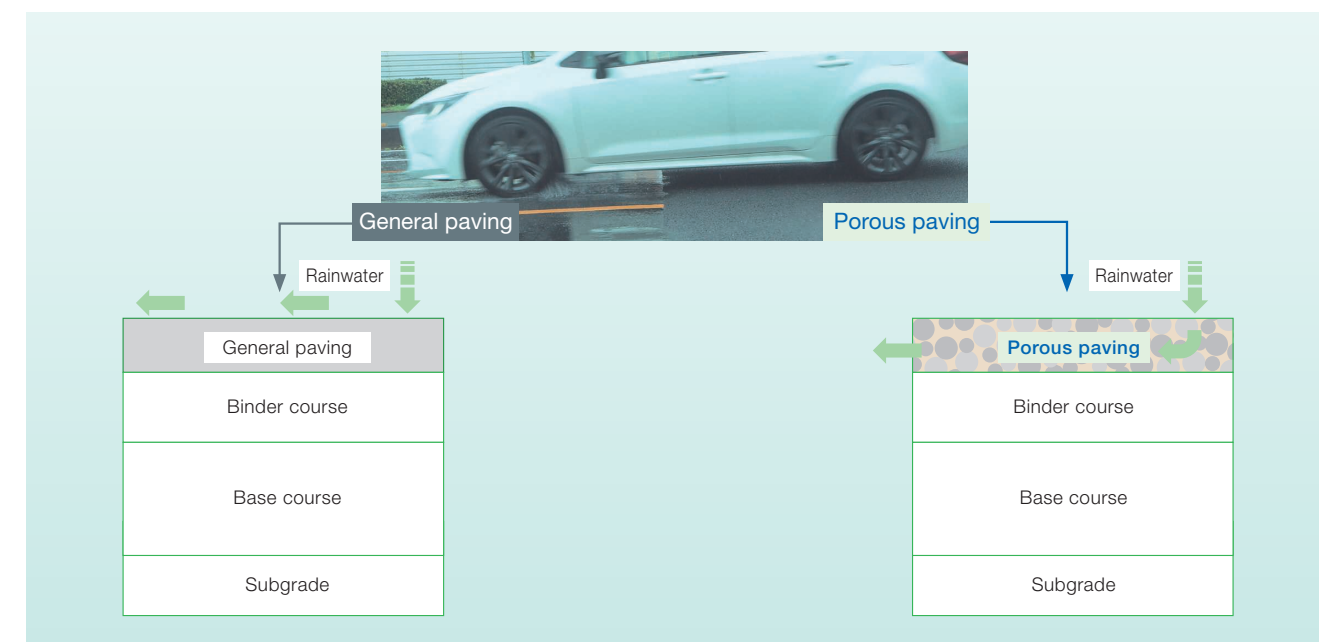 General paving
Porous paving
Rainwater
General paving
Binder course
Base course
Subgrade
Rainwater
Porous paving
Binder course
Base course
Subgrade